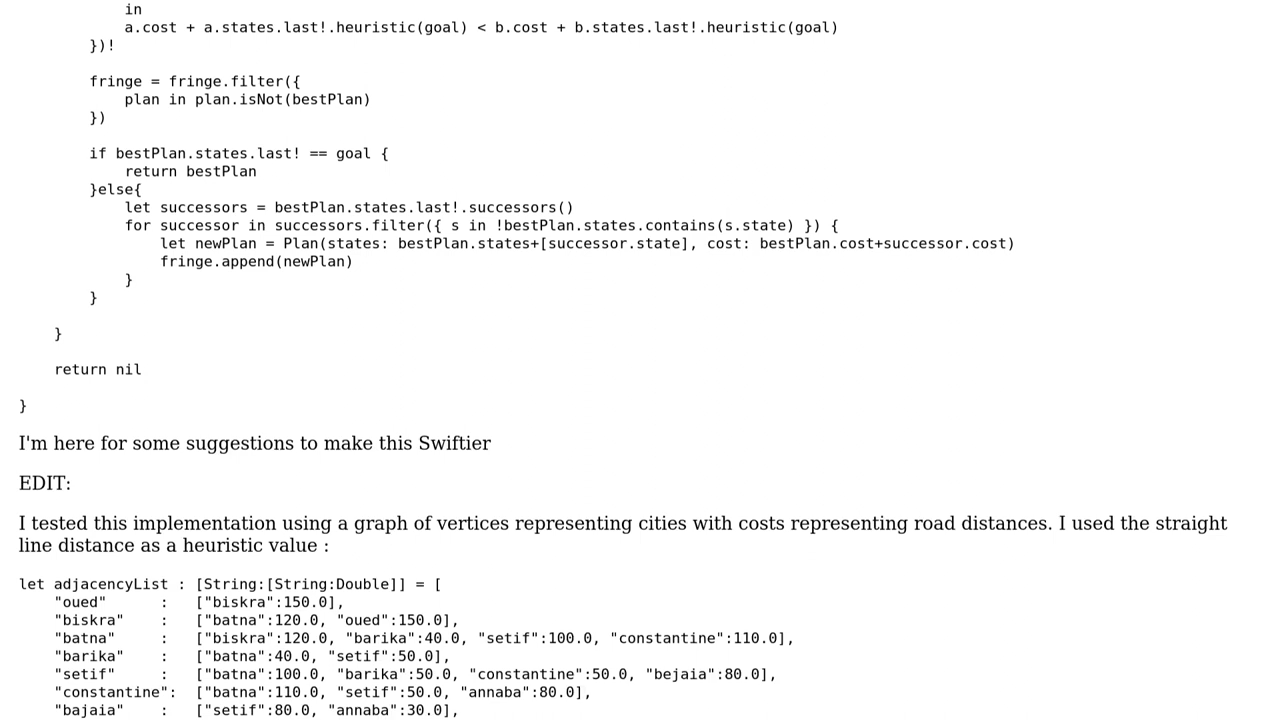 in
a.cost + a.states.last!.heuristic(goal) < b.cost + b.states.last!.heuristic(goal)
})!
fringe = fringe.filter({
plan in plan.isNot(bestPlan)
})
if bestPlan.states.last! == goal {
return bestPlan
}else{
let successors = bestPlan.states.last!.successors()
for successor in successors.filter({ s in !bestPlan.states.contains(s.state) }) {
let newPlan = Plan(states: bestPlan.states+[successor.state], cost: bestPlan.cost+successor.cost)
fringe.append(newPlan)
}
}
}
return nil
}
I'm here for some suggestions to make this Swiftier
EDIT:
I tested this implementation using a graph of vertices representing cities with costs representing road distances. I used the straight
line distance as a heuristic value :
let adjacencyList : [String:[String:Double]] = [
"oued"      :   ["biskra":150.0],
"biskra"    :   ["batna":120.0, "oued":150.0],
"batna"     :   ["biskra":120.0, "barika":40.0, "setif":100.0, "constantine":110.0],
"barika"    :   ["batna":40.0, "setif":50.0],
"setif"     :   ["batna":100.0, "barika":50.0, "constantine":50.0, "bejaia":80.0],
"constantine":  ["batna":110.0, "setif":50.0, "annaba":80.0],
"bajaia"    :   ["setif":80.0, "annaba":30.0],